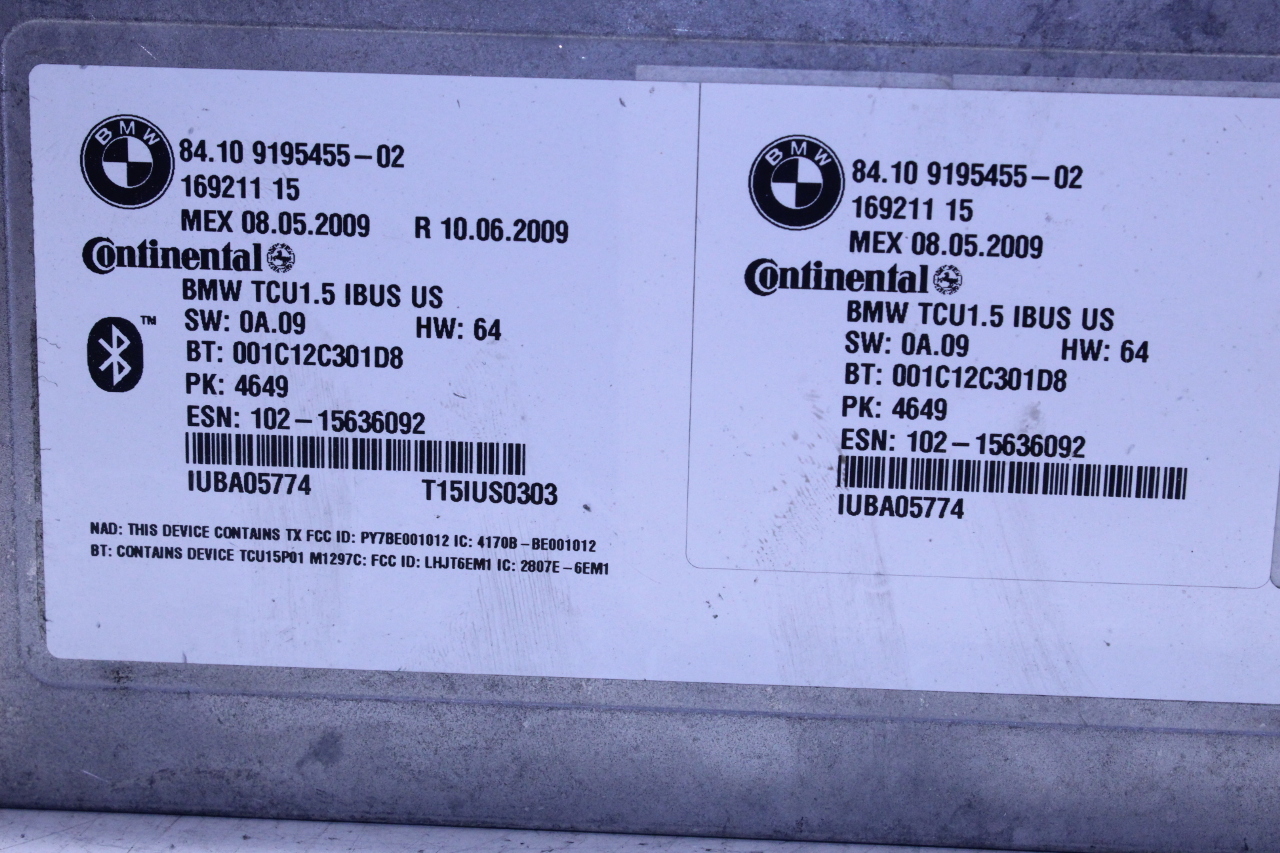 BMW
84.10 9195455-02
169211 15
MEX 08.05.2009 R 10.06.2009
Continental
BMW TCU1.5 IBUS US
TM
SW: 0A.09 HW: 64
BT: 001C12C301D8
PK: 4649
ESN: 102-15636092
IUBA05774 T15IUS0303
NAD: THIS DEVICE CONTAINS TX FCC ID: PY7BE001012 IC: 4170B-BE001012
BT: CONTAINS DEVICE TCU15P01 M1297C: FCC ID: LHJT6EM1 IC: 2807E-6EM1
BMW
84.10 9195455-02
169211 15
MEX 08.05.2009
Continental
BMW TCU1.5 IBUS US
SW: 0A.09 HW: 64
BT: 001C12C301D8
PK: 4649
ESN: 102-15636092
IUBA05774